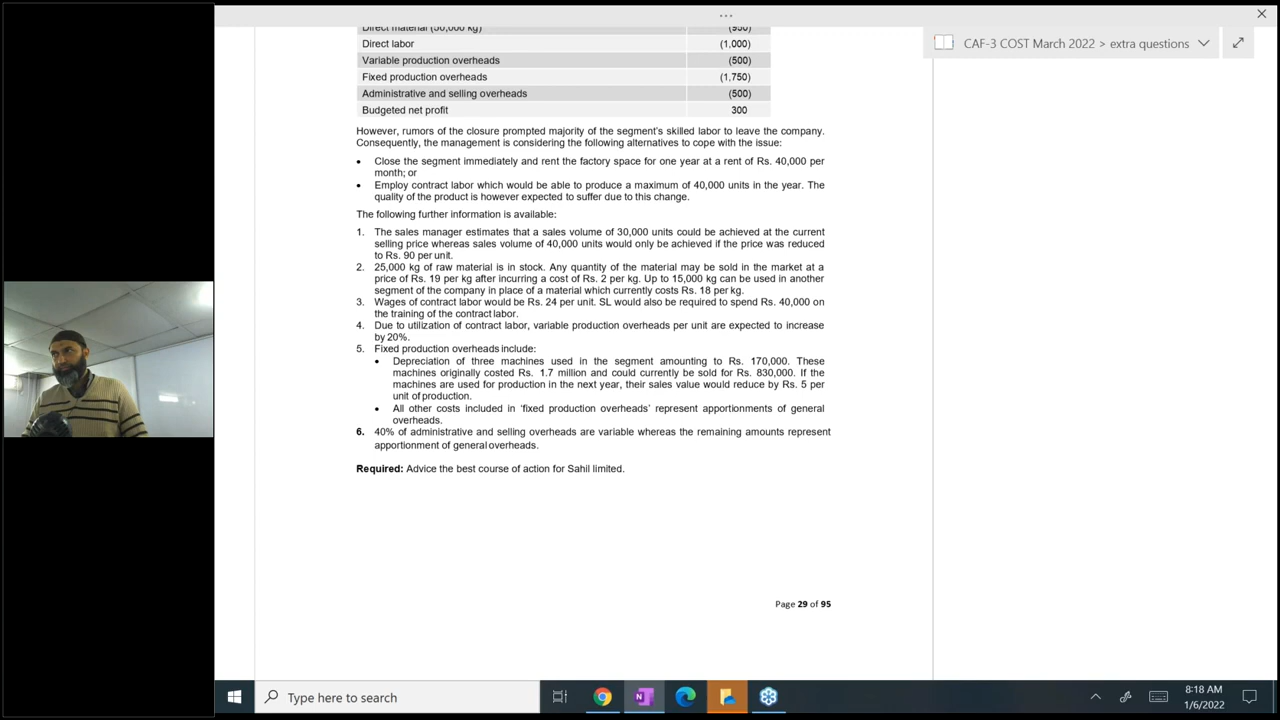 CAF-3 COST March 2022 > extra questions
Direct material (50,000 kg) (950)
Direct labor (1,000)
Variable production overheads (500)
Fixed production overheads (1,750)
Administrative and selling overheads (500)
Budgeted net profit 300
However, rumors of the closure prompted majority of the segment's skilled labor to leave the company.
Consequently, the management is considering the following alternatives to cope with the issue:
• Close the segment immediately and rent the factory space for one year at a rent of Rs. 40,000 per
month; or
• Employ contract labor which would be able to produce a maximum of 40,000 units in the year. The
quality of the product is however expected to suffer due to this change.
The following further information is available:
1. The sales manager estimates that a sales volume of 30,000 units could be achieved at the current
selling price whereas sales volume of 40,000 units would only be achieved if the price was reduced
to Rs. 90 per unit.
2. 25,000 kg of raw material is in stock. Any quantity of the material may be sold in the market at a
price of Rs. 19 per kg after incurring a cost of Rs. 2 per kg. Up to 15,000 kg can be used in another
segment of the company in place of a material which currently costs Rs. 18 per kg.
3. Wages of contract labor would be Rs. 24 per unit. SL would also be required to spend Rs. 40,000 on
the training of the contract labor.
4. Due to utilization of contract labor, variable production overheads per unit are expected to increase
by 20%.
5. Fixed production overheads include:
• Depreciation of three machines used in the segment amounting to Rs. 170,000. These
machines originally costed Rs. 1.7 million and could currently be sold for Rs. 830,000. If the
machines are used for production in the next year, their sales value would reduce by Rs. 5 per
unit of production.
• All other costs included in 'fixed production overheads' represent apportionments of general
overheads.
6. 40% of administrative and selling overheads are variable whereas the remaining amounts represent
apportionment of general overheads.
Required: Advice the best course of action for Sahil limited.
Page 29 of 95
Type here to search
8:18 AM
1/6/2022